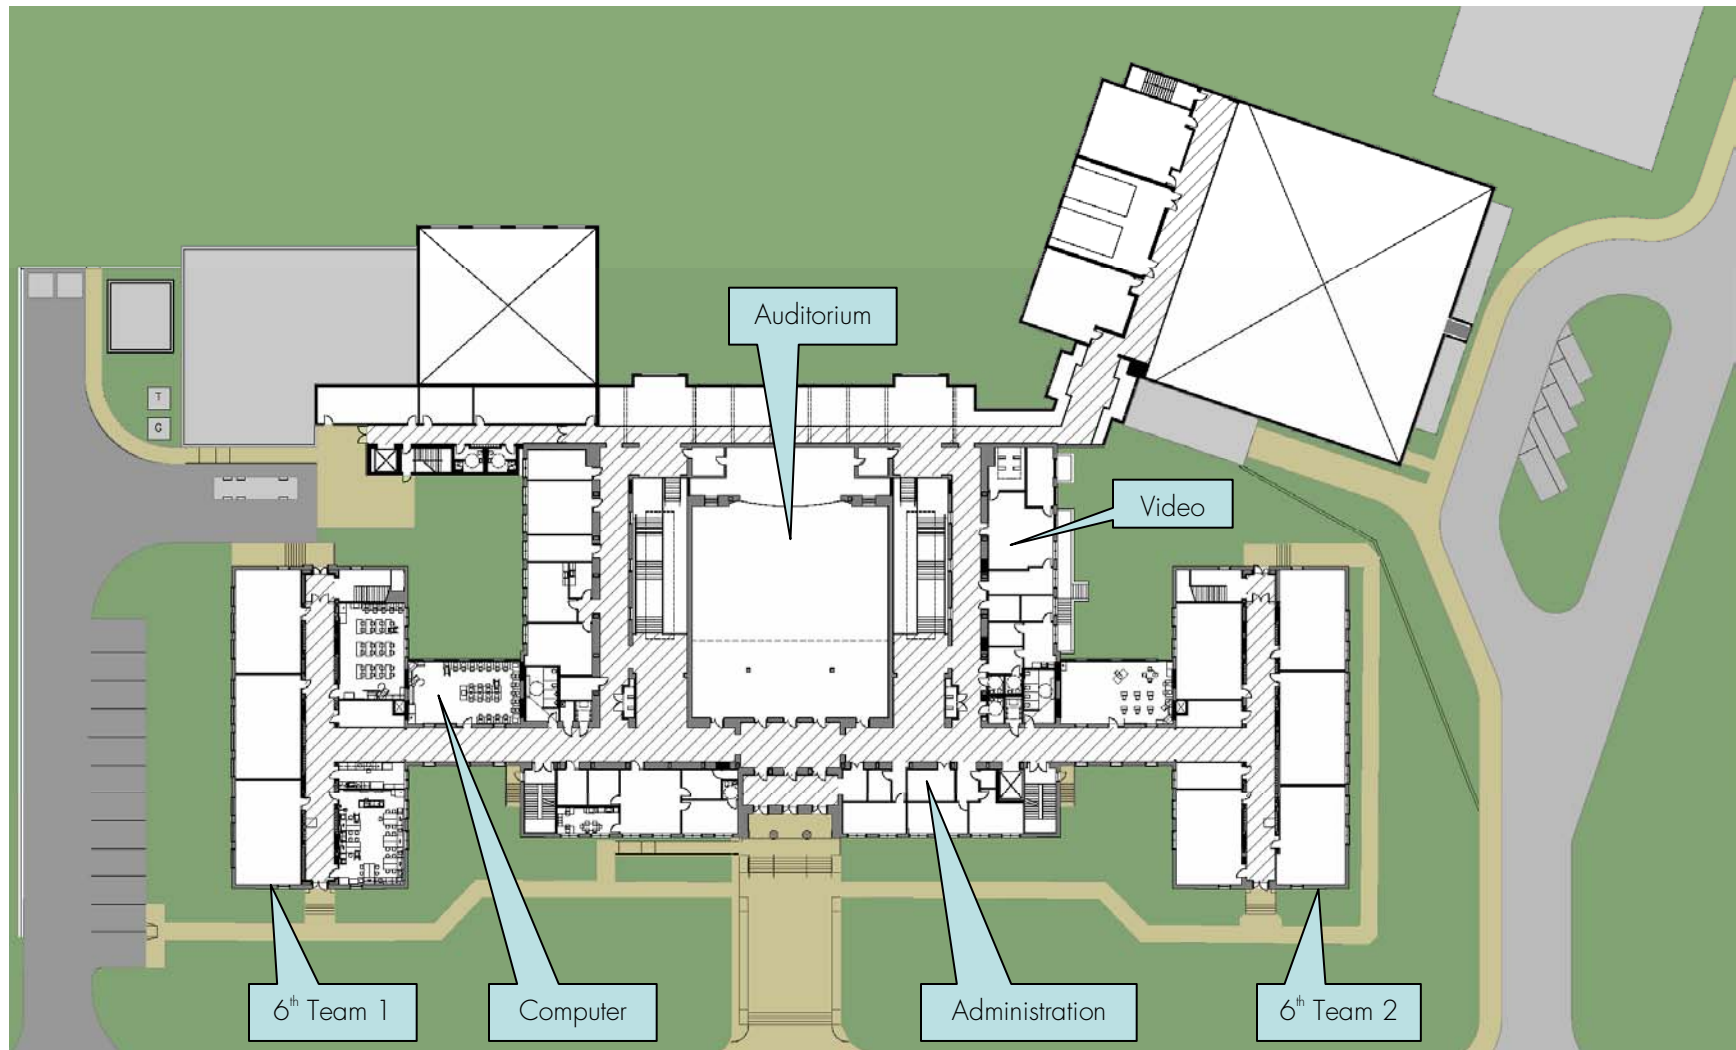 Auditorium
T
G
Video
6th Team 1
Computer
Administration
6th Team 2